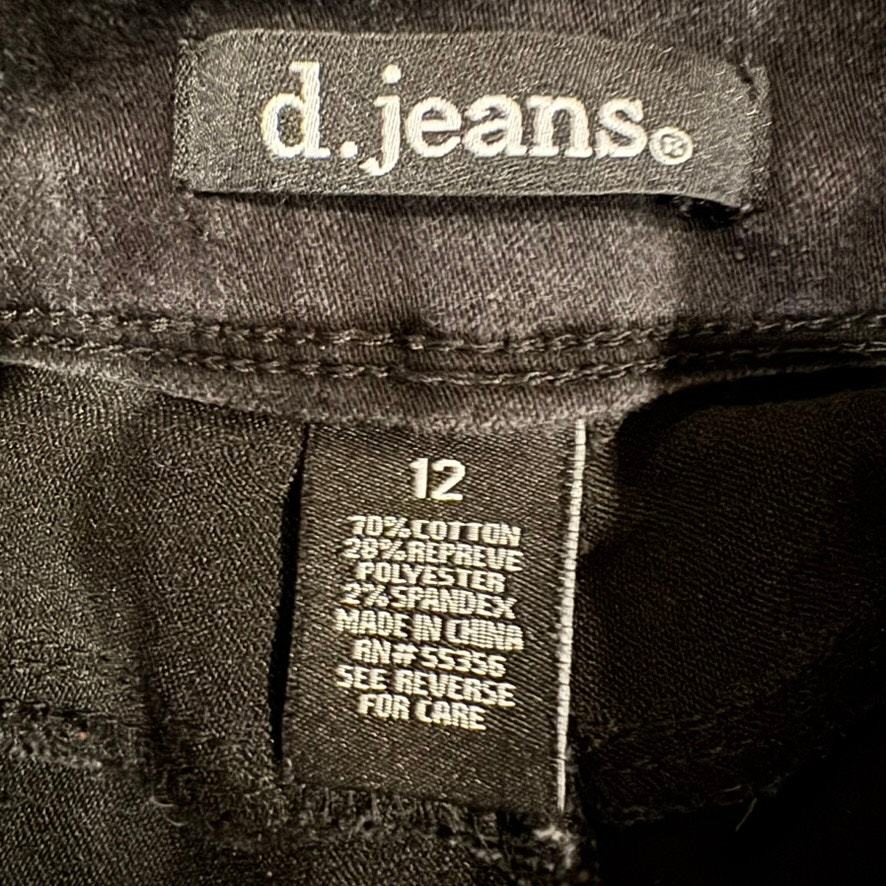 d.jeans®
12
70% COTTON
28% REPREVE
POLYESTER
2% SPANDEX
MADE IN CHINA
RN# 55356
SEE REVERSE
FOR CARE